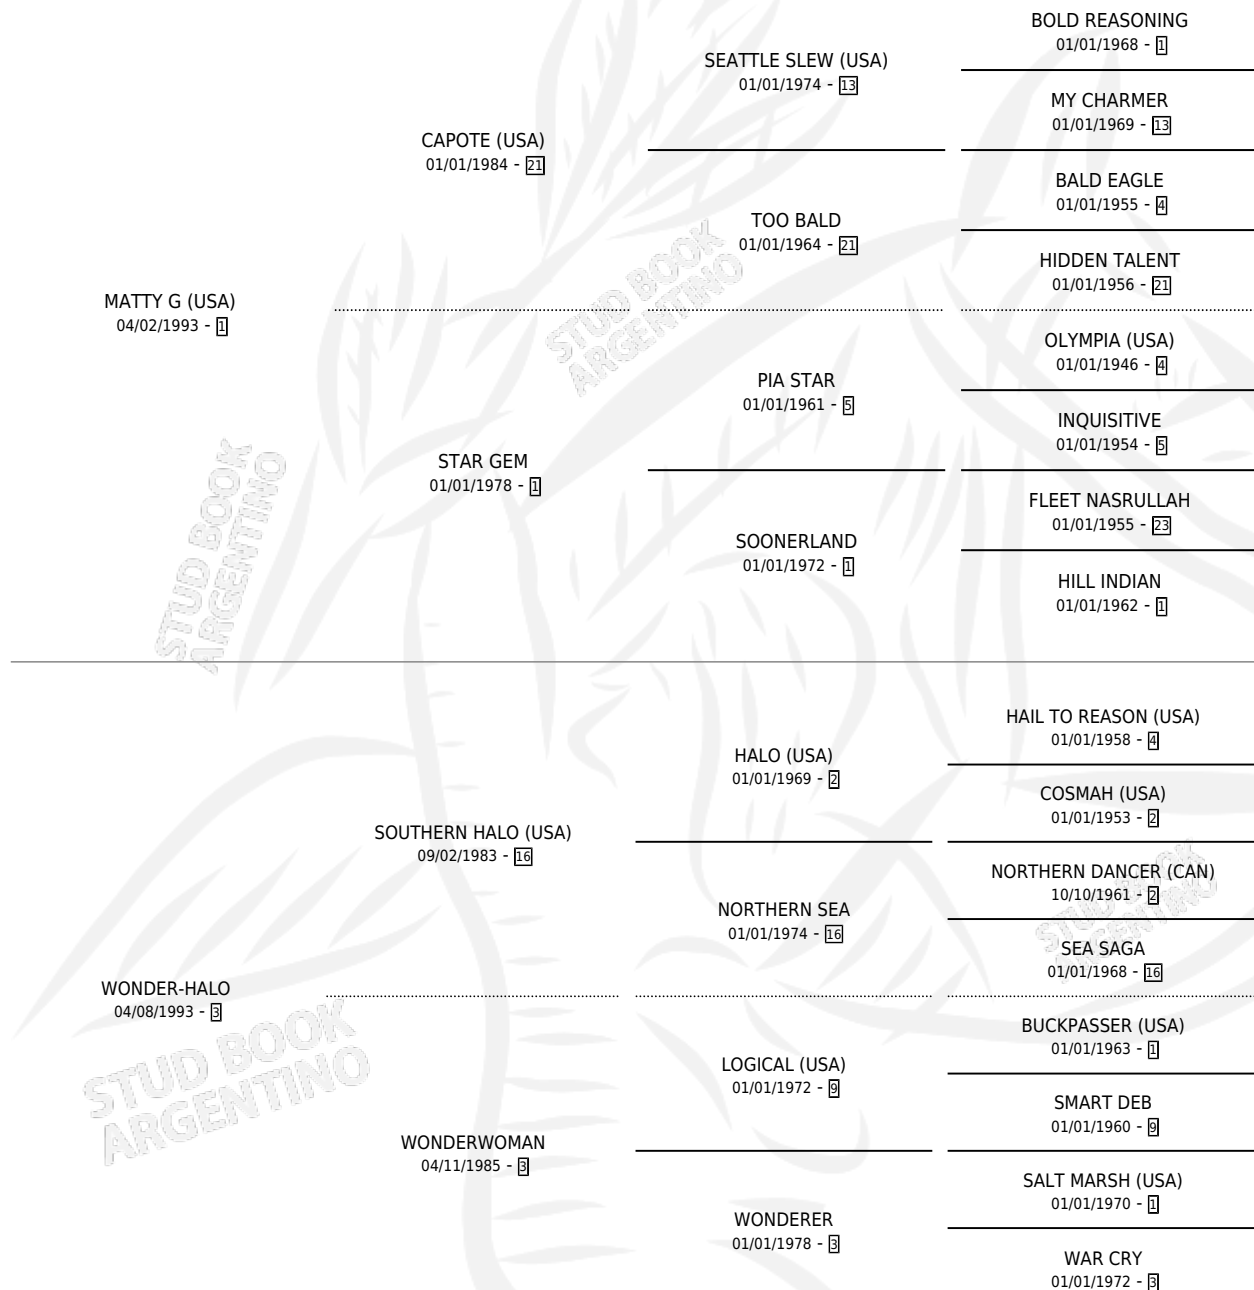 BOLD REASONING
01/01/1968 - 1
SEATTLE SLEW (USA)
01/01/1974 - 13
MY CHARMER
01/01/1969 - 13
CAPOTE (USA)
01/01/1984 - 21
BALD EAGLE
01/01/1955 - 4
TOO BALD
01/01/1964 - 21
HIDDEN TALENT
01/01/1956 - 21
MATTY G (USA)
04/02/1993 - 1
OLYMPIA (USA)
01/01/1946 - 4
PIA STAR
01/01/1961 - 5
INQUISITIVE
01/01/1954 - 5
STAR GEM
01/01/1978 - 1
FLEET NASRULLAH
01/01/1955 - 23
SOONERLAND
01/01/1972 - 1
HILL INDIAN
01/01/1962 - 1
HAIL TO REASON (USA)
01/01/1958 - 4
HALO (USA)
01/01/1969 - 2
COSMAH (USA)
01/01/1953 - 2
SOUTHERN HALO (USA)
09/02/1983 - 16
NORTHERN DANCER (CAN)
10/10/1961 - 2
NORTHERN SEA
01/01/1974 - 16
SEA SAGA
01/01/1968 - 16
WONDER-HALO
04/08/1993 - 3
BUCKPASSER (USA)
01/01/1963 - 1
LOGICAL (USA)
01/01/1972 - 9
SMART DEB
01/01/1960 - 9
WONDERWOMAN
04/11/1985 - 3
SALT MARSH (USA)
01/01/1970 - 1
WONDERER
01/01/1978 - 3
WAR CRY
01/01/1972 - 3
STUD BOOK
ARGENTINO
STUD BOOK
ARGENTINO
STUD BOOK
ARGENTINO
STUD BOOK
ARGENTINO